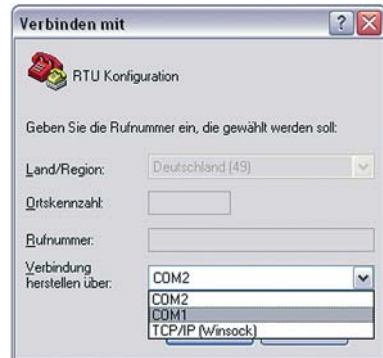 Verbinden mit
RTU Konfiguration
Geben Sie die Rufnummer ein, die gewählt werden soll:
Land/Region: Deutschland (49)
Ortskennzahl:
Rufnummer:
Verbindung
herstellen über: COM2
COM2
COM1
TCP/IP (Winsock)